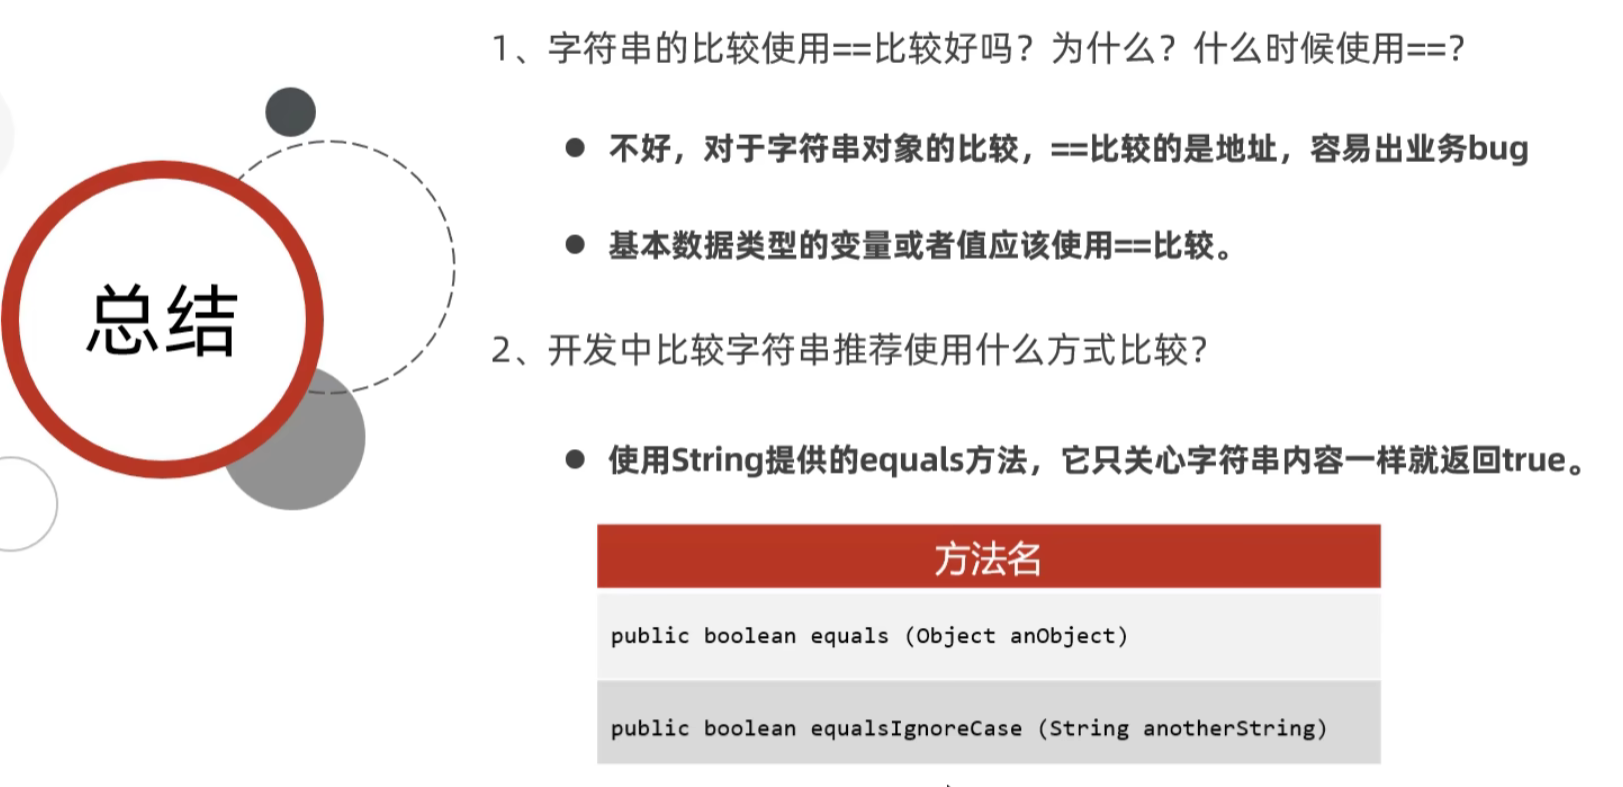 总结
1、字符串的比较使用==比较好吗？为什么？什么时候使用==？
● 不好，对于字符串对象的比较，==比较的是地址，容易出业务bug
● 基本数据类型的变量或者值应该使用==比较。
2、开发中比较字符串推荐使用什么方式比较？
● 使用String提供的equals方法，它只关心字符串内容一样就返回true。
方法名
public boolean equals (Object anObject)
public boolean equalsIgnoreCase (String anotherString)